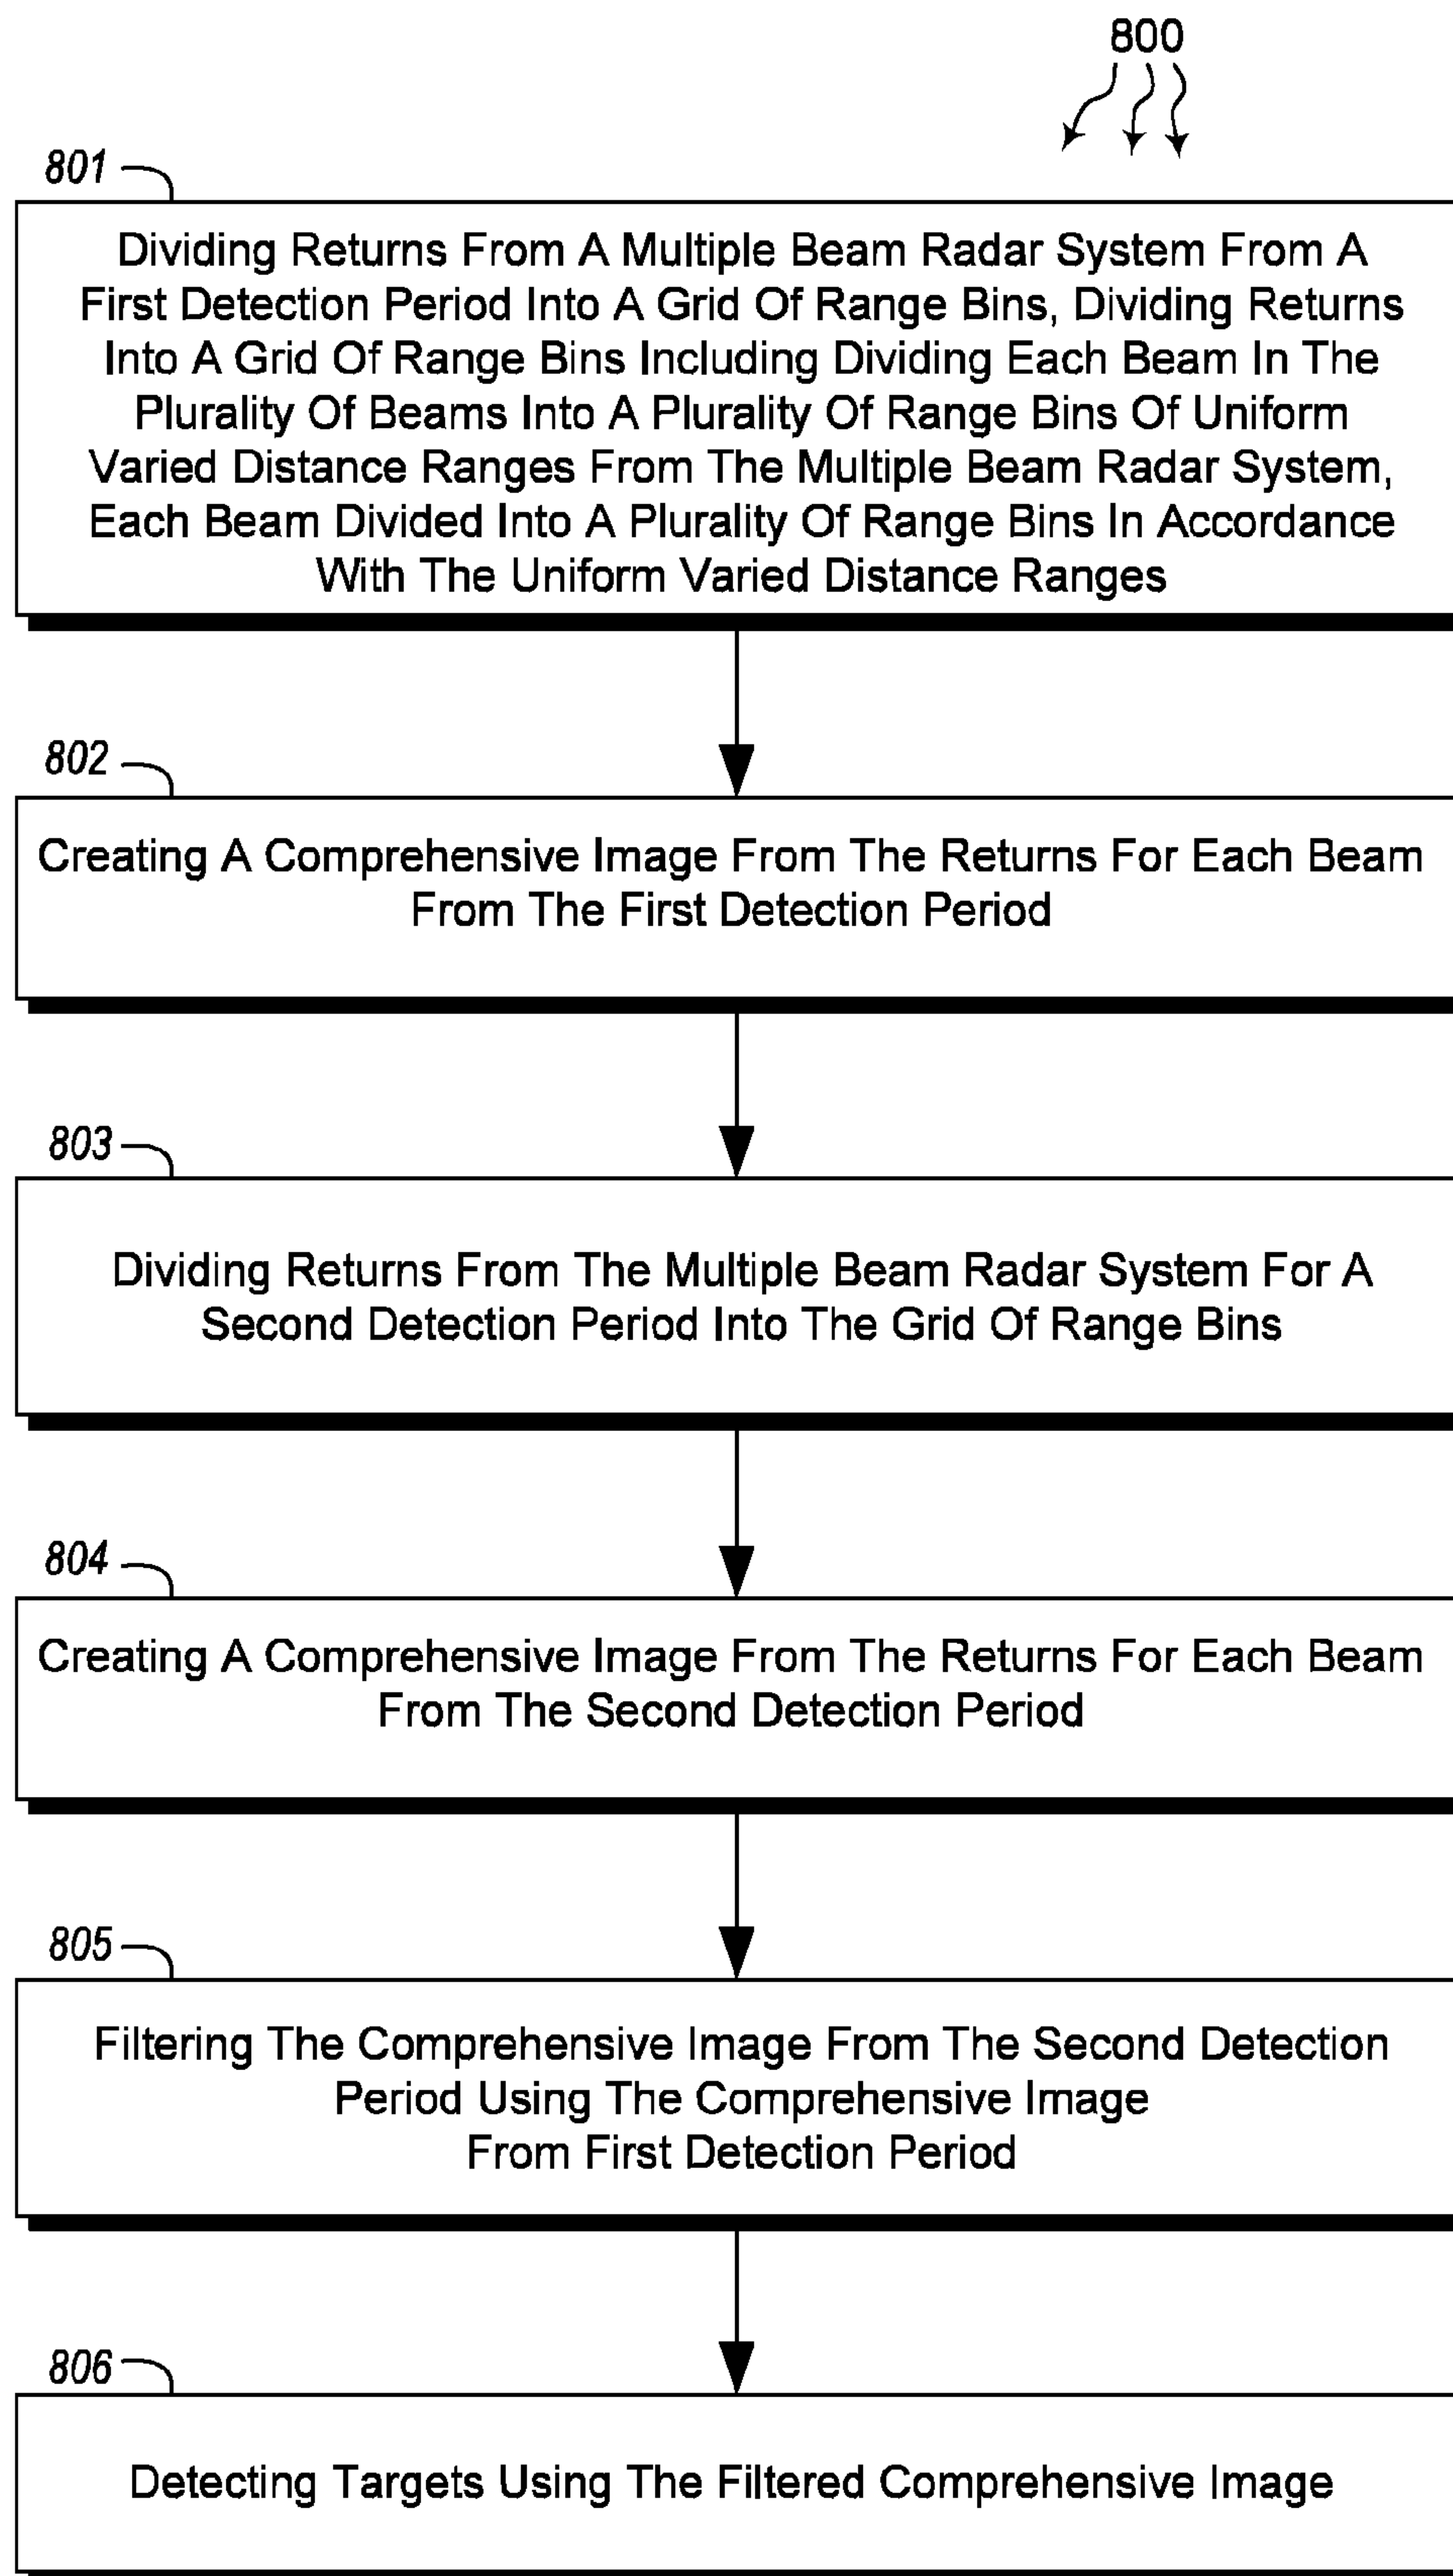 800
801
Dividing Returns From A Multiple Beam Radar System From A
First Detection Period Into A Grid Of Range Bins, Dividing Returns
Into A Grid Of Range Bins Including Dividing Each Beam In The
Plurality Of Beams Into A Plurality Of Range Bins Of Uniform
Varied Distance Ranges From The Multiple Beam Radar System,
Each Beam Divided Into A Plurality Of Range Bins In Accordance
With The Uniform Varied Distance Ranges
802
Creating A Comprehensive Image From The Returns For Each Beam
From The First Detection Period
803
Dividing Returns From The Multiple Beam Radar System For A
Second Detection Period Into The Grid Of Range Bins
804
Creating A Comprehensive Image From The Returns For Each Beam
From The Second Detection Period
805
Filtering The Comprehensive Image From The Second Detection
Period Using The Comprehensive Image
From First Detection Period
806
Detecting Targets Using The Filtered Comprehensive Image